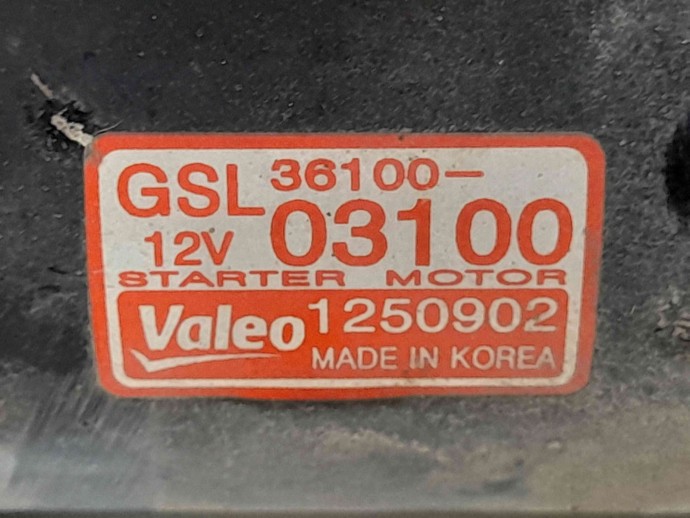 GSL 36100-
12V 03100
STARTER MOTOR
Valeo 1250902
MADE IN KOREA